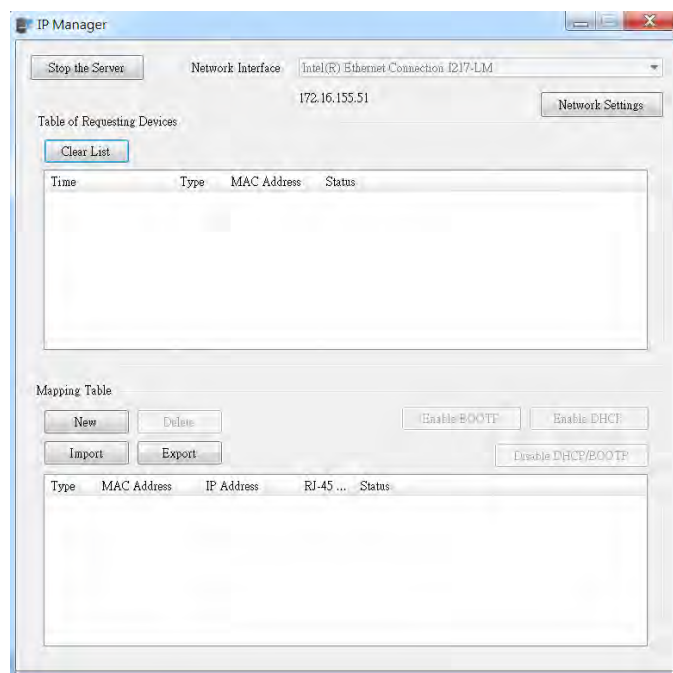 IP Manager
Stop the Server Network Interface Intel(R) Ethernet Connection I217-LM
172.16.155.51
Network Settings
Table of Requesting Devices
Clear List
Time Type MAC Address Status
Mapping Table
New Delete Enable BOOTP Enable DHCP
Import Export Disable DHCP/BOOTP
Type MAC Address IP Address RJ-45 ... Status